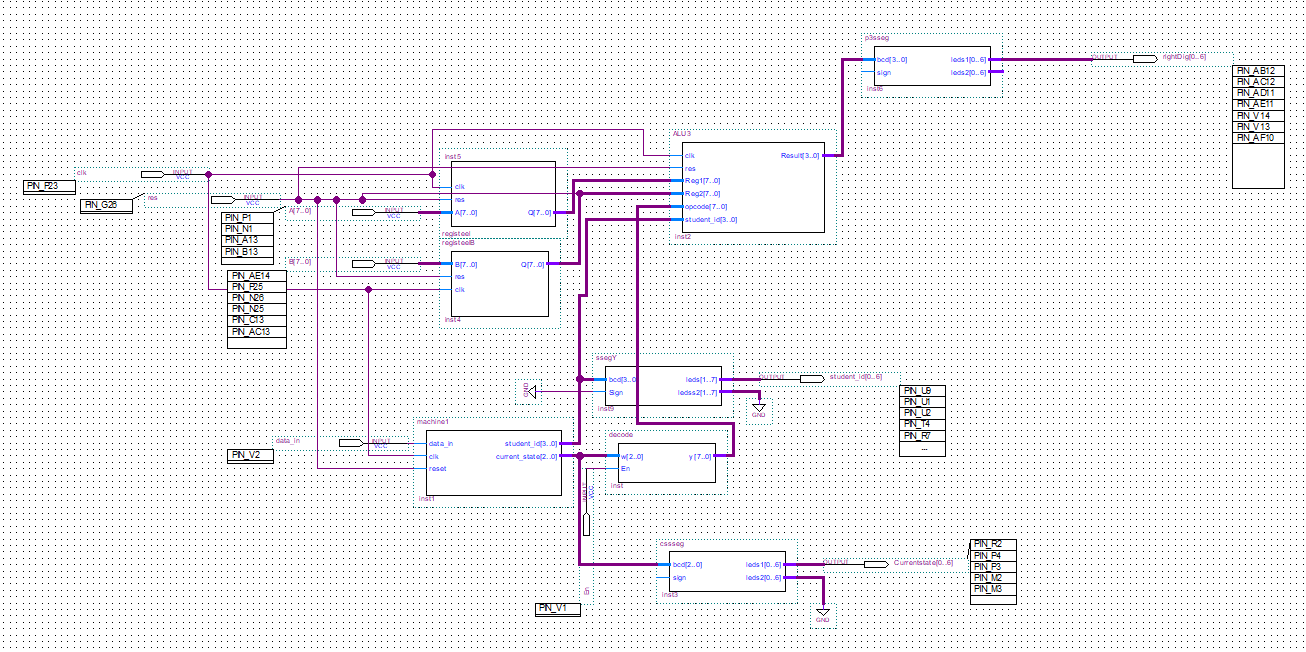 p3sseg
bcd[3..0]
leds1[0..6]
sign
leds2[0..6]
inst6
OUTPUT
rightDig[0..6]
PIN_AB12
PIN_AC12
PIN_AD11
PIN_AE11
PIN_V14
PIN_V13
PIN_AF10
ALU3
clk
Result[3..0]
res
Reg1[7..0]
Reg2[7..0]
opcode[7..0]
student_id[3..0]
inst2
inst5
clk
res
A[7..0]
Q[7..0]
registeel
clk
INPUT
VCC
PIN_P23
PIN_G26
res
INPUT
VCC
A[7..0]
INPUT
VCC
PIN_P1
PIN_N1
PIN_A13
PIN_B13
registeelB
B[7..0]
Q[7..0]
res
clk
inst4
B[7..0]
INPUT
VCC
PIN_AE14
PIN_P25
PIN_N26
PIN_N25
PIN_C13
PIN_AC13
ssegY
bcd[3..0]
leds[1..7]
Sign
ledss2[1..7]
inst9
GND
OUTPUT
student_id[0..6]
GND
PIN_U9
PIN_U1
PIN_U2
PIN_T4
PIN_R7
...
machine1
data_in
student_id[3..0]
clk
current_state[2..0]
reset
inst1
data_in
INPUT
VCC
PIN_V2
decode
w[2..0]
y[7..0]
En
inst
INPUT
VCC
En
PIN_V1
cssseg
bcd[2..0]
leds1[0..6]
sign
leds2[0..6]
inst3
OUTPUT
Currentstate[0..6]
GND
PIN_R2
PIN_P4
PIN_P3
PIN_M2
PIN_M3